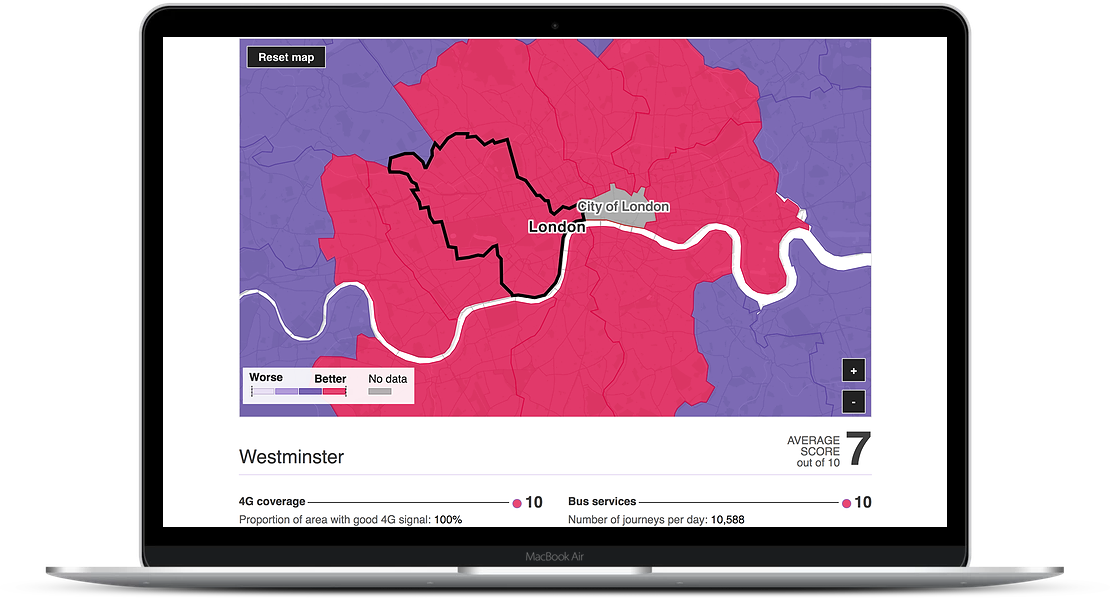 Reset map
City of London
London
Worse
Better
No data
+
-
Westminster
AVERAGE
SCORE
out of 10
7
4G coverage
10
Proportion of area with good 4G signal: 100%
Bus services
10
Number of journeys per day: 10,588
MacBook Air